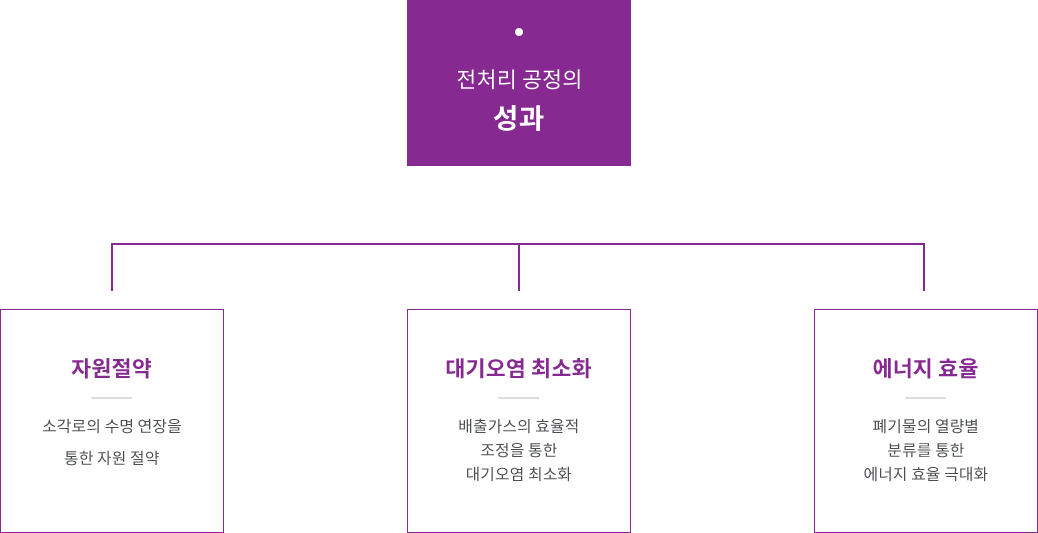 전처리 공정의
성과
자원절약
소각로의 수명 연장을
통한 자원 절약
대기오염 최소화
배출가스의 효율적
조정을 통한
대기오염 최소화
에너지 효율
폐기물의 열량별
분류를 통한
에너지 효율 극대화